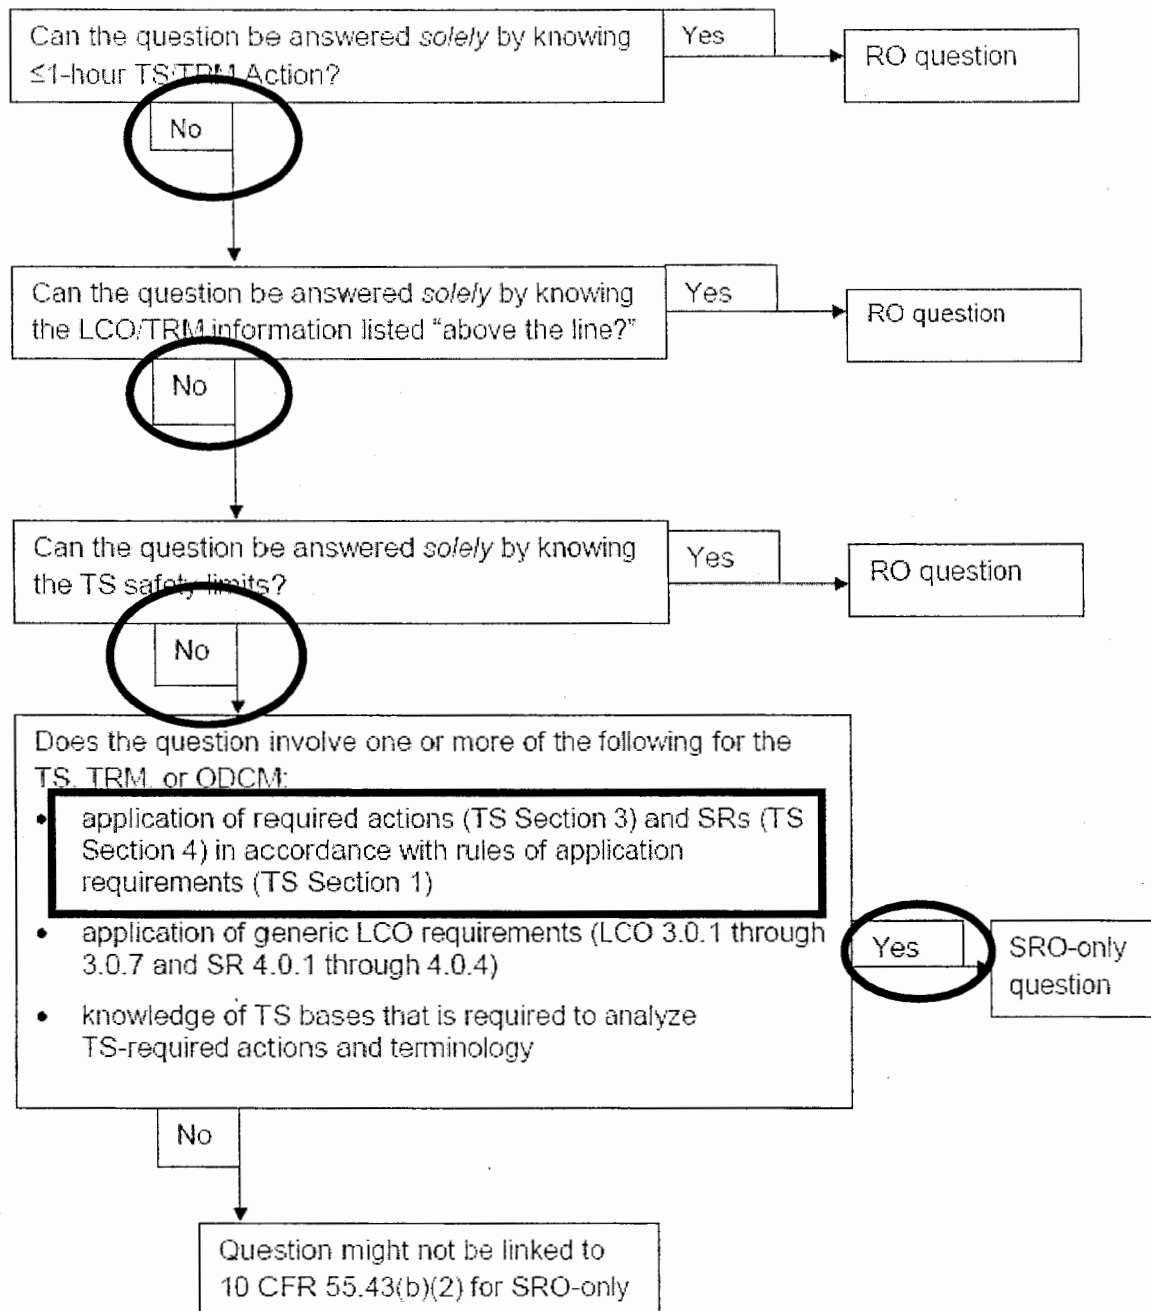 Can the question be answered solely by knowing
≤1-hour TS/TRM Action?
Yes
RO question
No
Can the question be answered solely by knowing
the LCO/TRM information listed “above the line?”
Yes
RO question
No
Can the question be answered solely by knowing
the TS safety limits?
Yes
RO question
No
Does the question involve one or more of the following for the
TS, TRM, or ODCM:
• application of required actions (TS Section 3) and SRs (TS
Section 4) in accordance with rules of application
requirements (TS Section 1)
• application of generic LCO requirements (LCO 3.0.1 through
3.0.7 and SR 4.0.1 through 4.0.4)
• knowledge of TS bases that is required to analyze
TS-required actions and terminology
Yes
SRO-only
question
No
Question might not be linked to
10 CFR 55.43(b)(2) for SRO-only